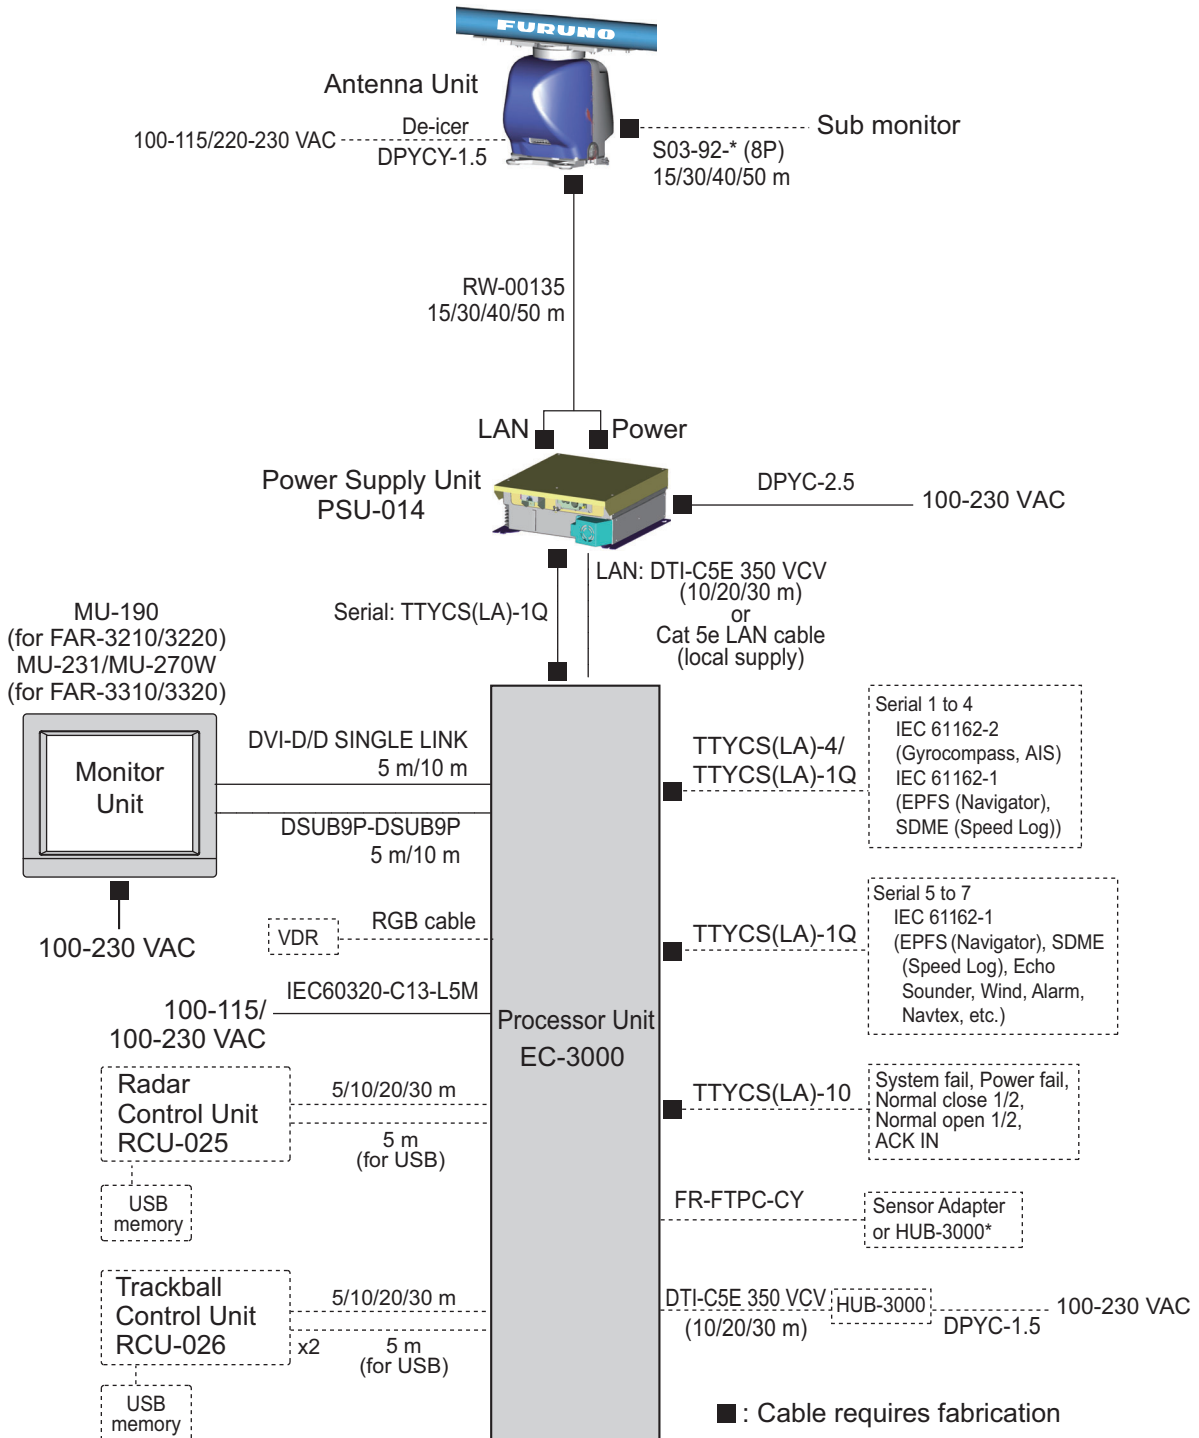 FURUNO
Antenna Unit
De-icer
100-115/220-230 VAC
DPYCY-1.5
Sub monitor
S03-92-* (8P)
15/30/40/50 m
RW-00135
15/30/40/50 m
LAN
Power
Power Supply Unit
PSU-014
DPYC-2.5
100-230 VAC
LAN: DTI-C5E 350 VCV
(10/20/30 m)
or
Cat 5e LAN cable
(local supply)
Serial: TTYCS(LA)-1Q
MU-190
(for FAR-3210/3220)
MU-231/MU-270W
(for FAR-3310/3320)
Monitor
Unit
DVI-D/D SINGLE LINK
5 m/10 m
DSUB9P-DSUB9P
5 m/10 m
100-230 VAC
VDR
RGB cable
IEC60320-C13-L5M
100-115/
100-230 VAC
Processor Unit
EC-3000
Radar
Control Unit
RCU-025
5/10/20/30 m
5 m
(for USB)
USB
memory
Trackball
Control Unit
RCU-026
x2
5/10/20/30 m
5 m
(for USB)
USB
memory
TTYCS(LA)-4/
TTYCS(LA)-1Q
Serial 1 to 4
IEC 61162-2
(Gyrocompass, AIS)
IEC 61162-1
(EPFS (Navigator),
SDME (Speed Log))
TTYCS(LA)-1Q
Serial 5 to 7
IEC 61162-1
(EPFS (Navigator), SDME
(Speed Log), Echo
Sounder, Wind, Alarm,
Navtex, etc.)
TTYCS(LA)-10
System fail, Power fail,
Normal close 1/2,
Normal open 1/2,
ACK IN
FR-FTPC-CY
Sensor Adapter
or HUB-3000*
DTI-C5E 350 VCV
(10/20/30 m)
HUB-3000
DPYC-1.5
100-230 VAC
■ : Cable requires fabrication